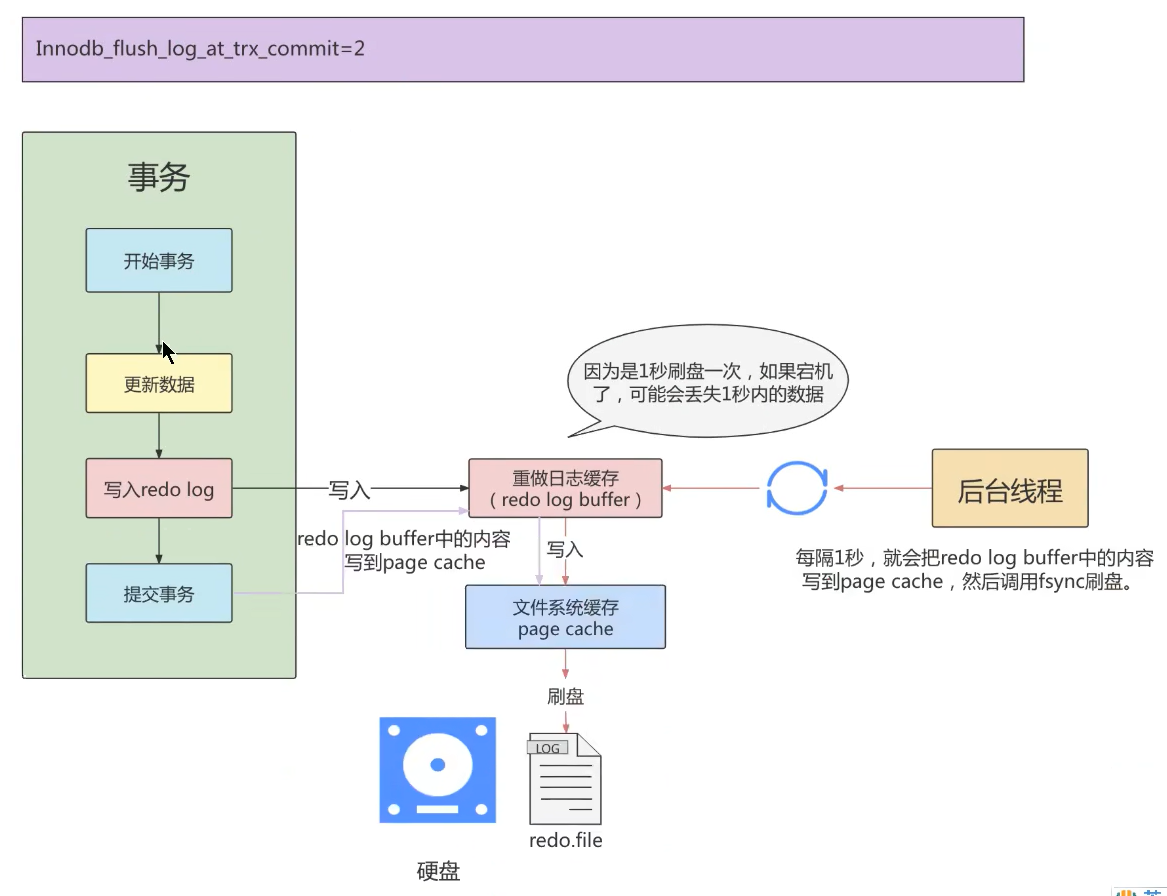 Innodb_flush_log_at_trx_commit=2
事务
开始事务
更新数据
因为是1秒刷盘一次，如果宕机
了，可能会丢失1秒内的数据
写入redo log
写入
重做日志缓存
（ redo log buffer ）
后台线程
redo log buffer中的内容
写到page cache
写入
每隔1秒，就会把redo log buffer中的内容
写到page cache，然后调用fsync刷盘。
提交事务
文件系统缓存
page cache
刷盘
LOG
redo.file
硬盘